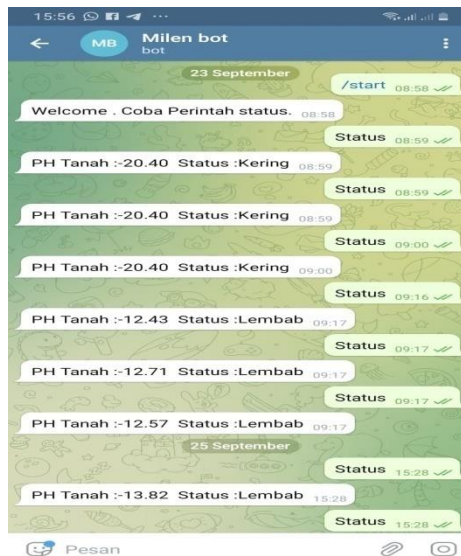 15:56
Milen bot
MB
bot
23 September
/start 08:58
Welcome . Coba Perintah status. 08:58
Status 08:59
PH Tanah :-20.40 Status :Kering 08:59
Status 08:59
PH Tanah :-20.40 Status :Kering 08:59
Status 09:00
PH Tanah :-20.40 Status :Kering 09:00
Status 09:16
PH Tanah :-12.43 Status :Lembab 09:17
Status 09:17
PH Tanah :-12.71 Status :Lembab 09:17
Status 09:17
PH Tanah :-12.57 Status :Lembab 09:17
25 September
Status 15:28
PH Tanah :-13.82 Status :Lembab 15:28
Status 15:28
Pesan